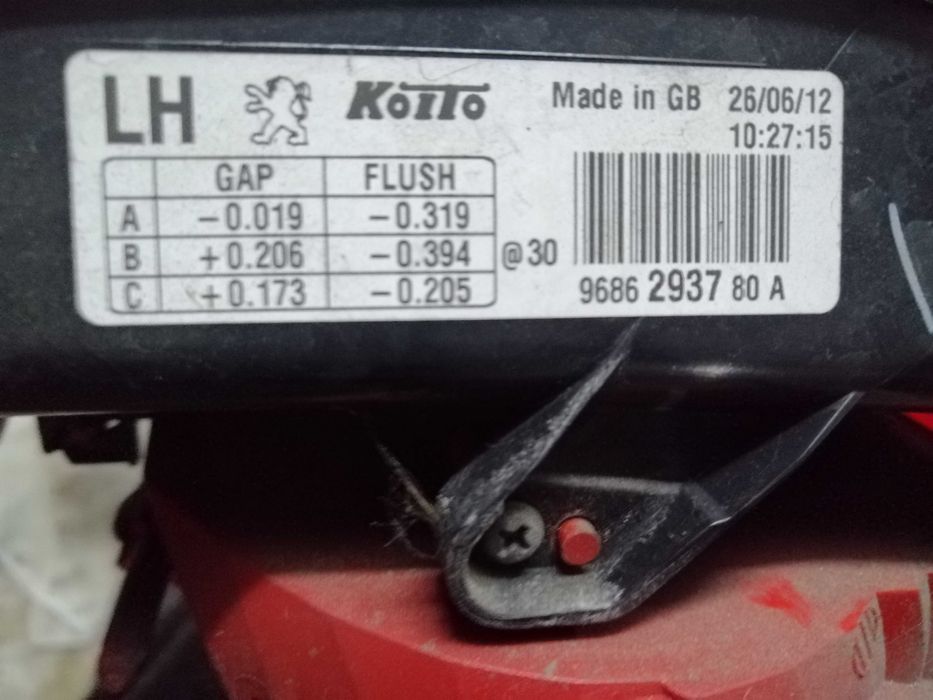 LH KOITO Made in GB 26/06/12
10:27:15
GAP FLUSH
A -0.019 -0.319
B +0.206 -0.394 @30
C +0.173 -0.205
9686 2937 80 A